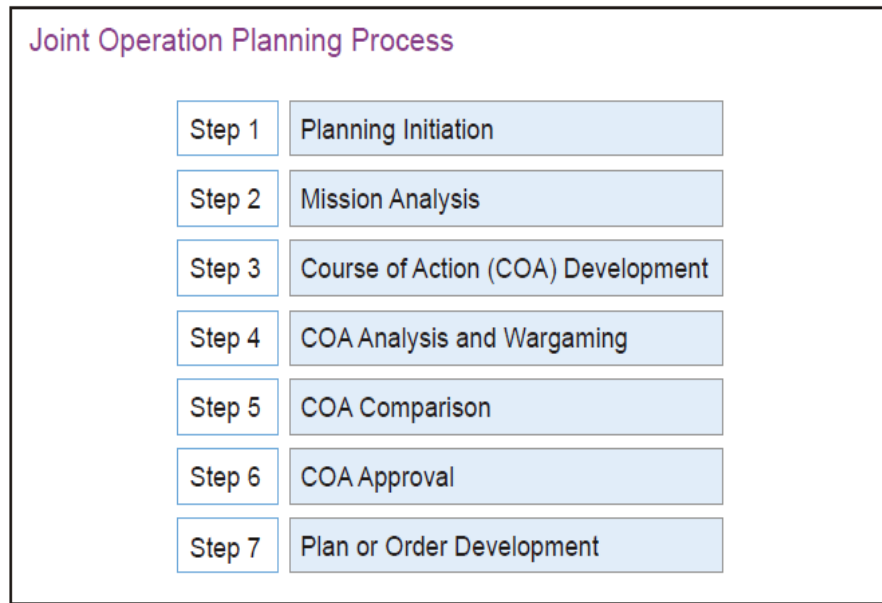 Joint Operation Planning Process
Step 1 Planning Initiation
Step 2 Mission Analysis
Step 3 Course of Action (COA) Development
Step 4 COA Analysis and Wargaming
Step 5 COA Comparison
Step 6 COA Approval
Step 7 Plan or Order Development